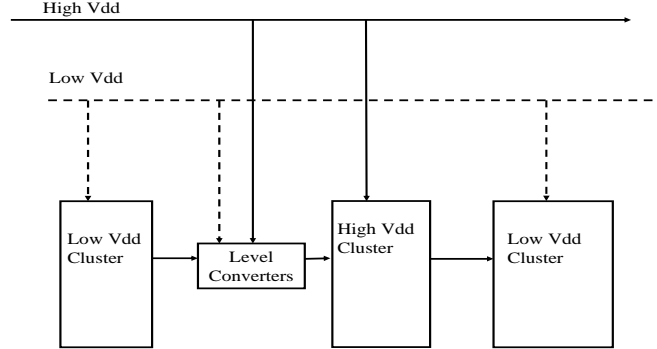 High Vdd
Low Vdd
Low Vdd
Cluster
Level
Converters
High Vdd
Cluster
Low Vdd
Cluster